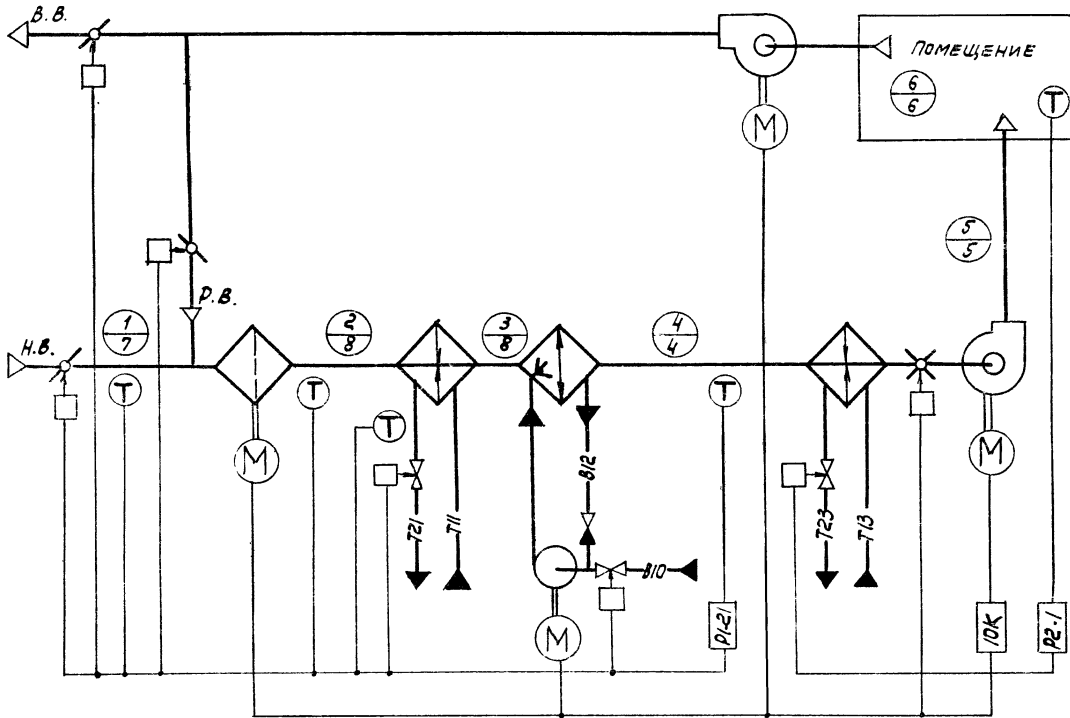 В.В.
ПОМЕЩЕНИЕ
6
6
Т
М
5
5
Р.В.
Н.В.
1
7
2
8
3
8
4
4
Т
Т
Т
Т
М
М
Т21
Т11
В12
В10
Т23
Т13
М
Р1-21
10К
Р2-1